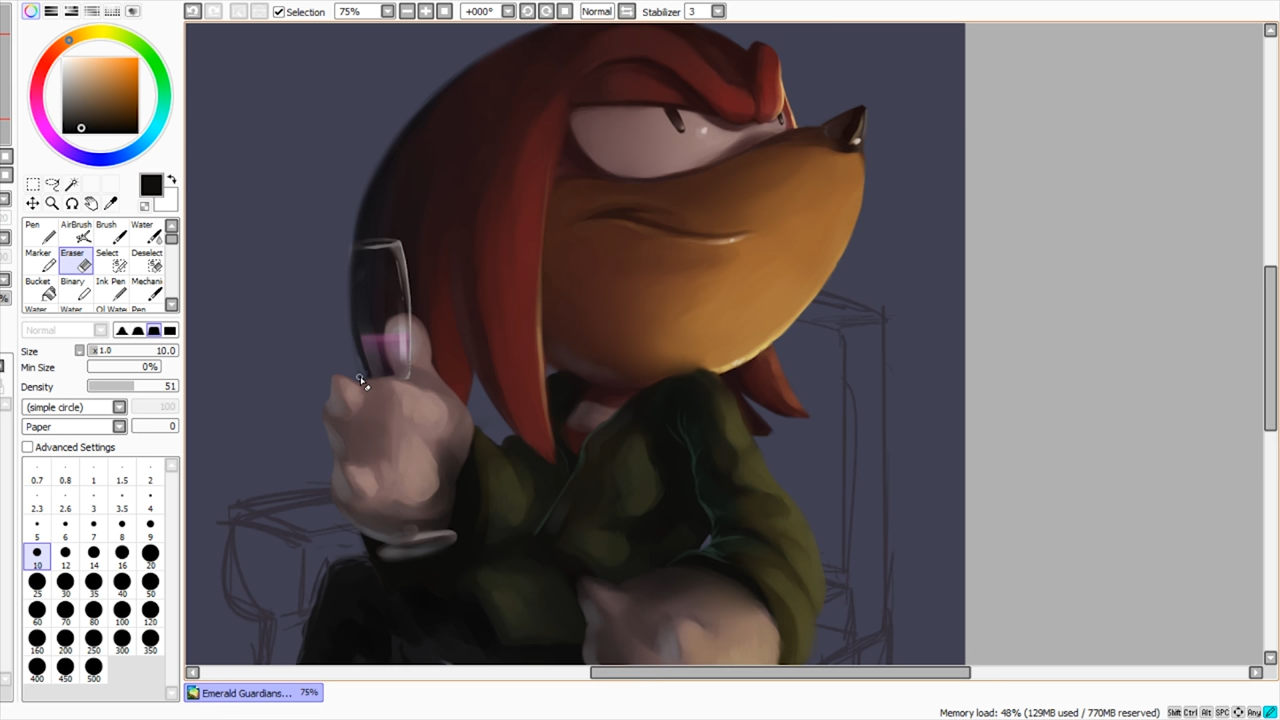 Selection 75% +000° Normal Stabilizer 3
Pen AirBrush Brush Water
Marker Eraser Select Deselect
Bucket Binary Ink Pen Mechani
Water Water Pen
Normal
Size x 1.0 10.0
Min Size 0%
Density 51
(simple circle) 100
Paper 0
Advanced Settings
0.7 0.8 1 1.5 2
2.3 2.6 3 3.5 4
5 6 7 8 9
10 12 14 16 20
25 30 35 40 50
60 70 80 100 120
160 200 250 300 350
400 450 500
Emerald Guardians... 75%
Memory load: 48% (129MB used / 770MB reserved) Shift Ctrl Alt SPC Any